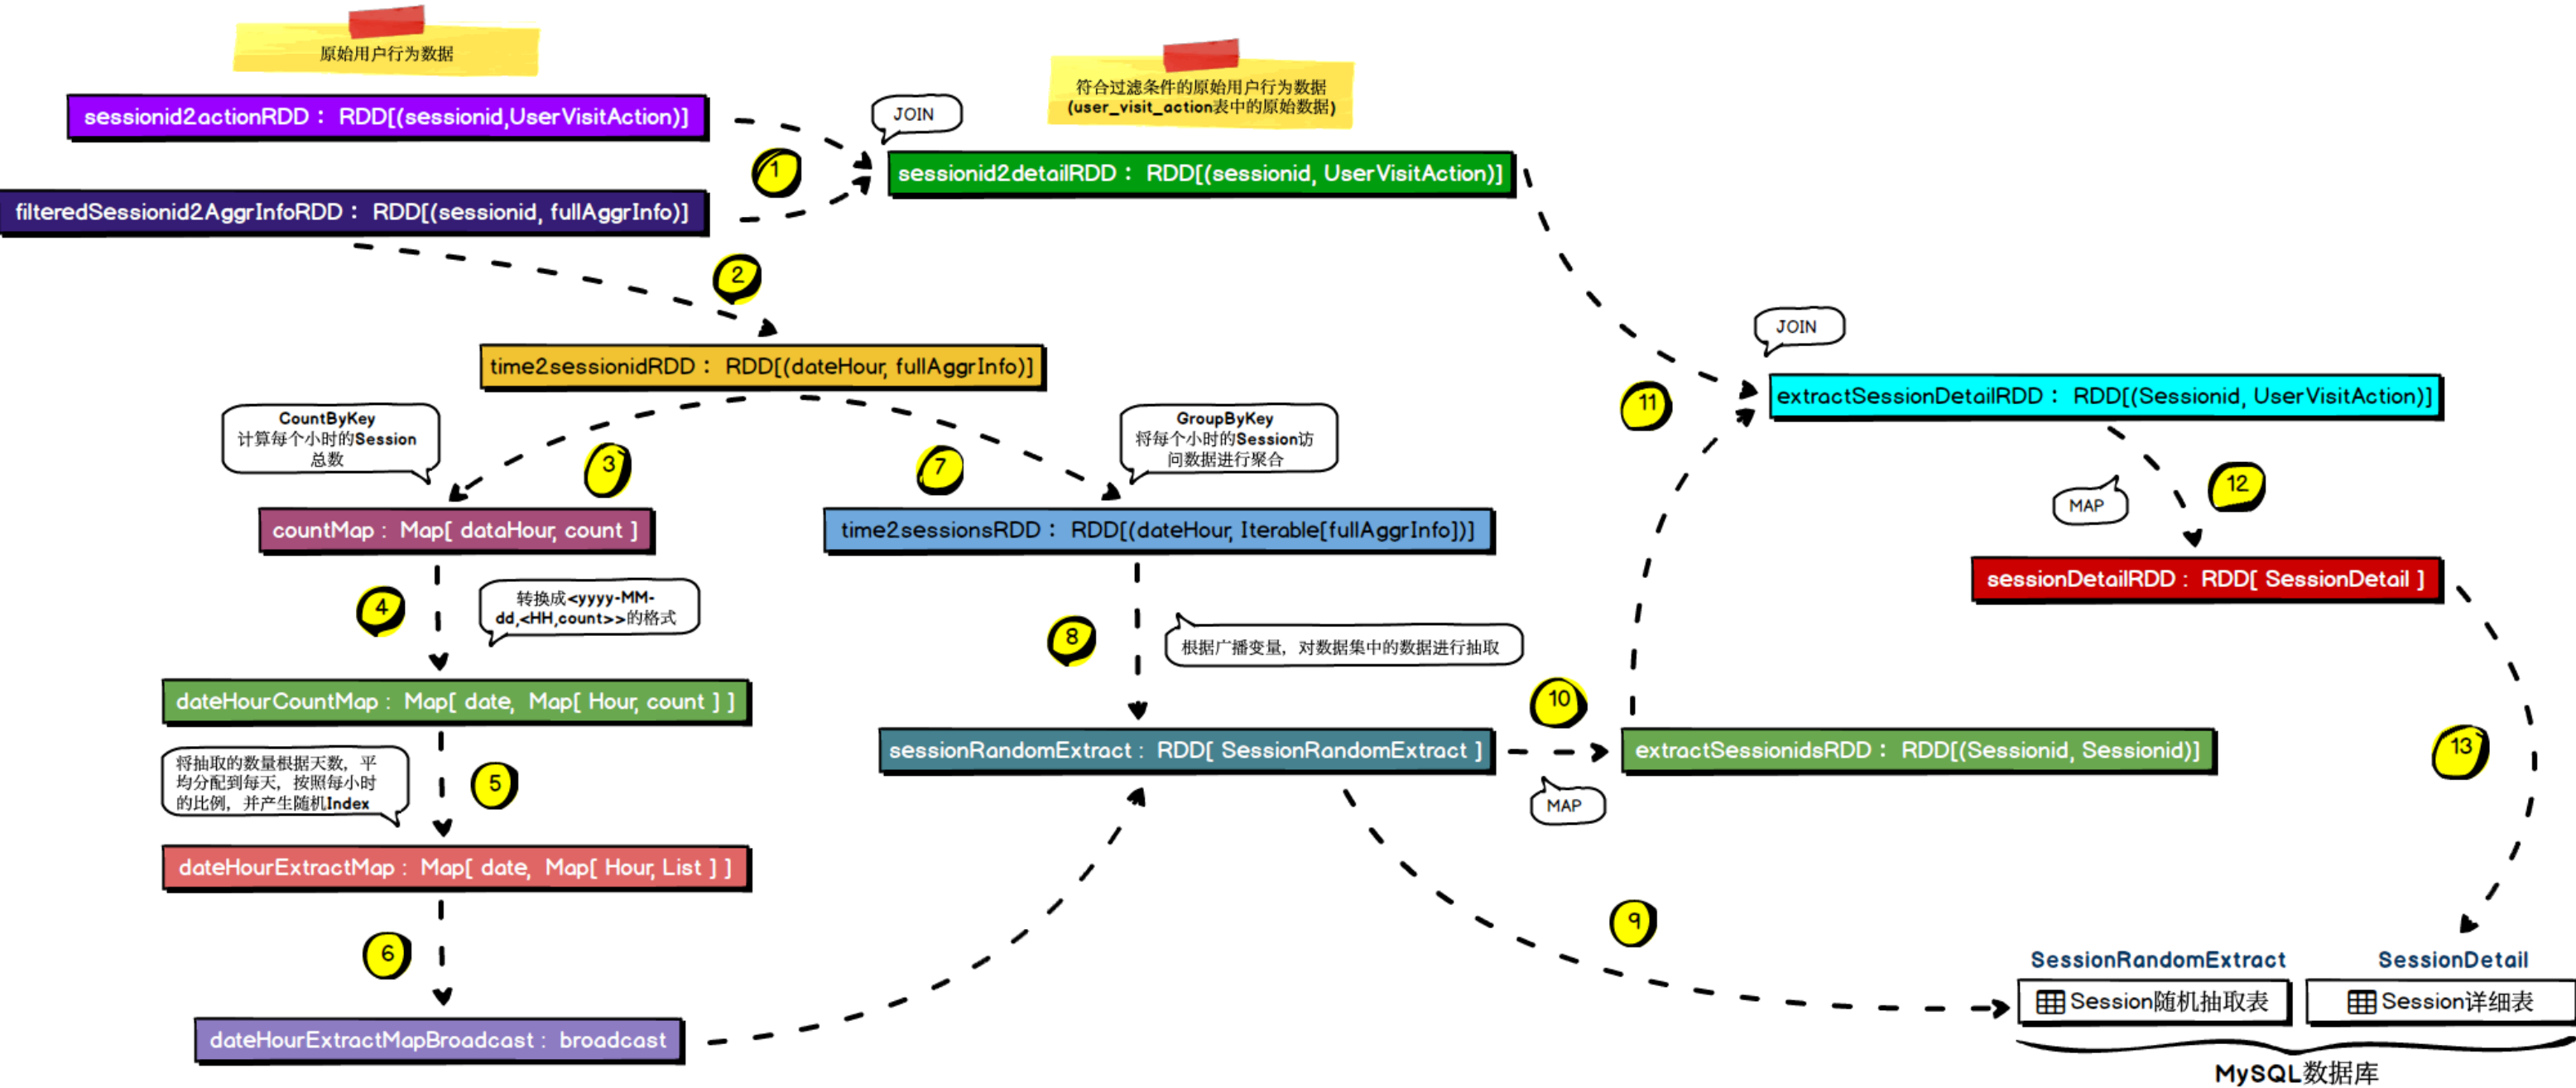 原始用户行为数据
符合过滤条件的原始用户行为数据
(user_visit_action表中的原始数据)
sessionid2actionRDD： RDD[(sessionid,UserVisitAction)]
JOIN
1
sessionid2detailRDD： RDD[(sessionid, UserVisitAction)]
filteredSessionid2AggrInfoRDD： RDD[(sessionid, fullAggrInfo)]
2
time2sessionidRDD： RDD[(dateHour, fullAggrInfo)]
JOIN
11
extractSessionDetailRDD： RDD[(Sessionid, UserVisitAction)]
CountByKey
计算每个小时的Session
总数
3
7
GroupByKey
将每个小时的Session访
问数据进行聚合
12
MAP
countMap： Map[ dataHour, count ]
time2sessionsRDD： RDD[(dateHour, Iterable[fullAggrInfo])]
sessionDetailRDD： RDD[ SessionDetail ]
4
转换成<yyyy-MM-
dd,<HH,count>>的格式
8
根据广播变量，对数据集中的数据进行抽取
dateHourCountMap： Map[ date, Map[ Hour, count ] ]
10
sessionRandomExtract： RDD[ SessionRandomExtract ]
extractSessionidsRDD： RDD[(Sessionid, Sessionid)]
13
将抽取的数量根据天数，平
均分配到每天，按照每小时
的比例，并产生随机Index
5
MAP
dateHourExtractMap： Map[ date, Map[ Hour, List ] ]
9
6
SessionRandomExtract
SessionDetail
Session随机抽取表
Session详细表
dateHourExtractMapBroadcast： broadcast
MySQL数据库